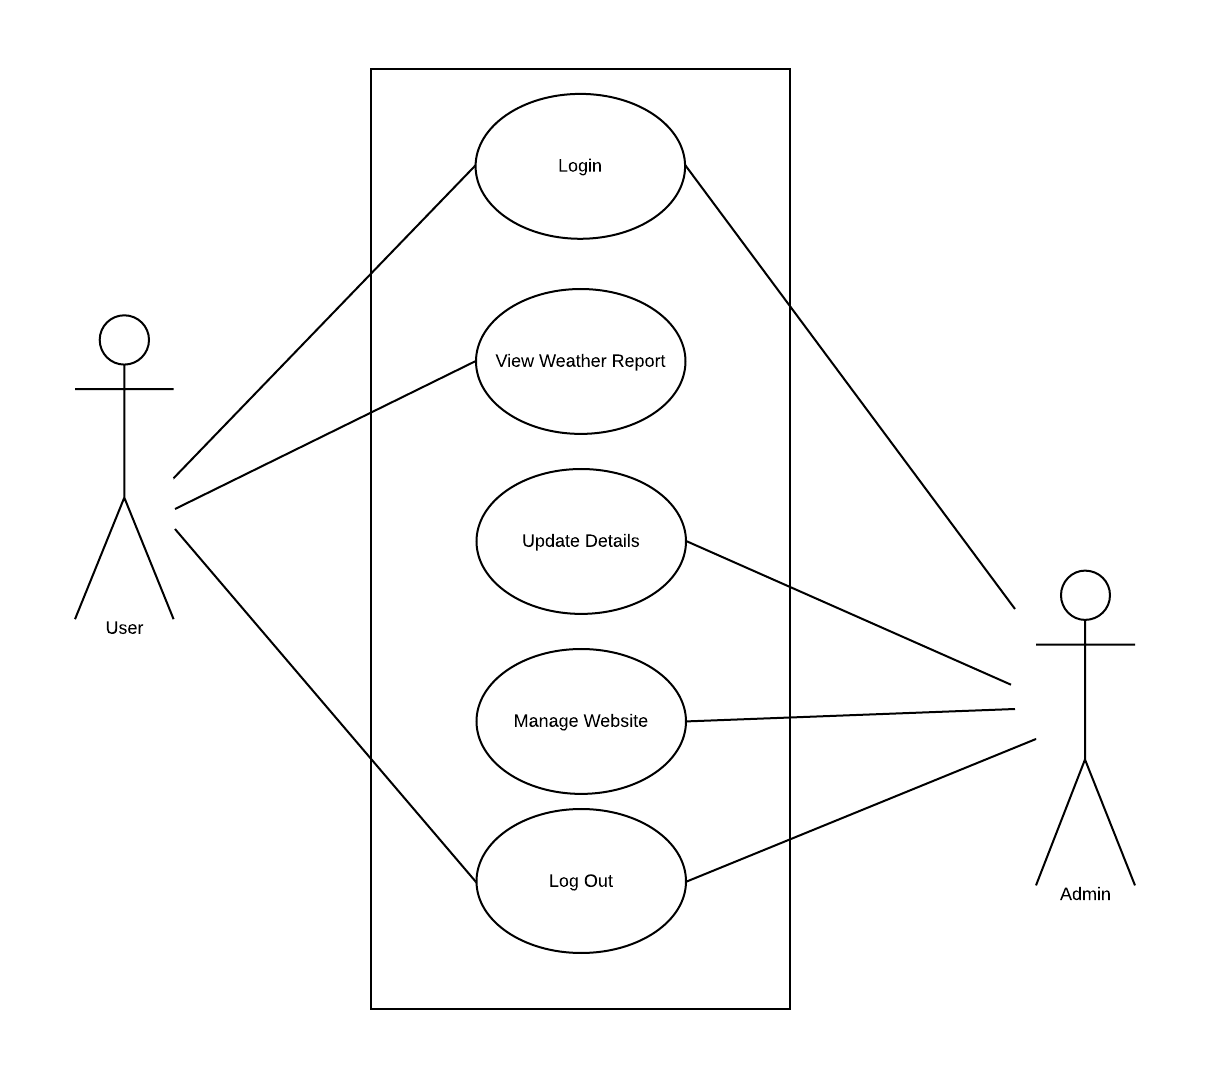 Login
View Weather Report
Update Details
Manage Website
Log Out
User
Admin